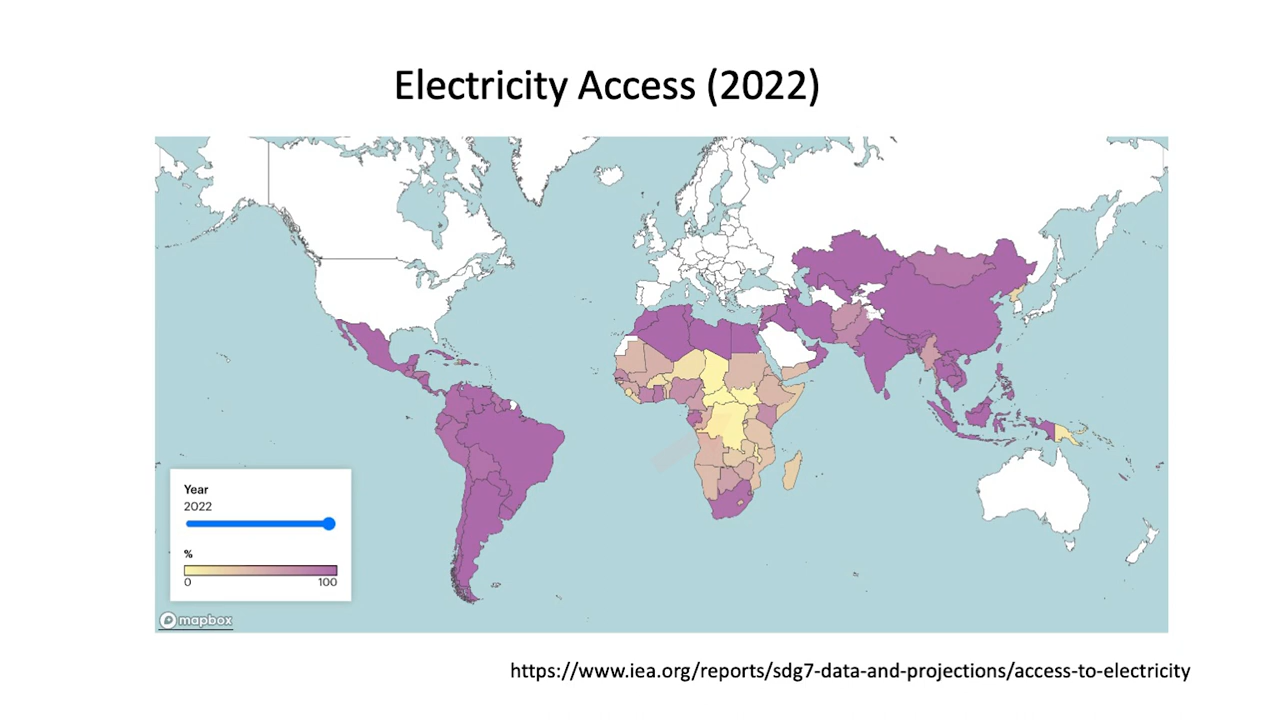 Electricity Access (2022)
Year
2022
%
0 100
mapbox
https://www.iea.org/reports/sdg7-data-and-projections/access-to-electricity